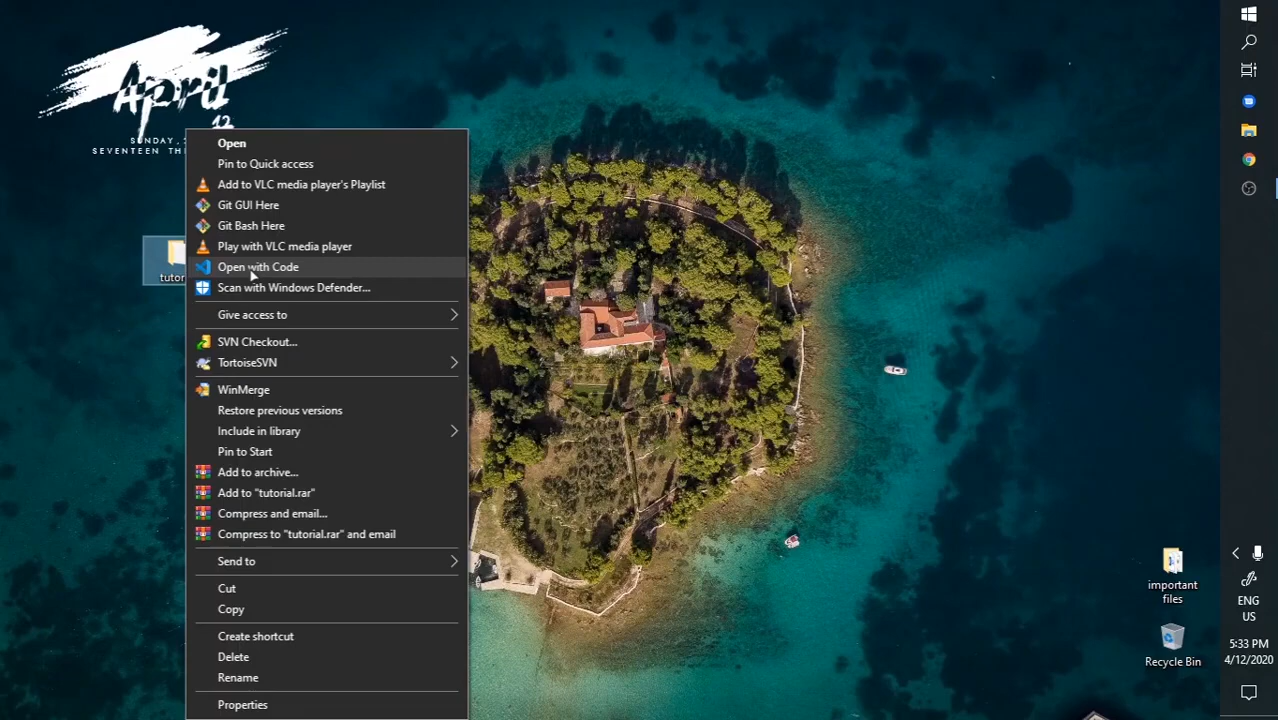 April
12
SUNDAY, 2
SEVENTEEN TH
tutor
Open
Pin to Quick access
Add to VLC media player's Playlist
Git GUI Here
Git Bash Here
Play with VLC media player
Open with Code
Scan with Windows Defender...
Give access to
SVN Checkout...
TortoiseSVN
WinMerge
Restore previous versions
Include in library
Pin to Start
Add to archive...
Add to "tutorial.rar"
Compress and email...
Compress to "tutorial.rar" and email
Send to
Cut
Copy
Create shortcut
Delete
Rename
Properties
important
files
Recycle Bin
ENG
US
5:33 PM
4/12/2020